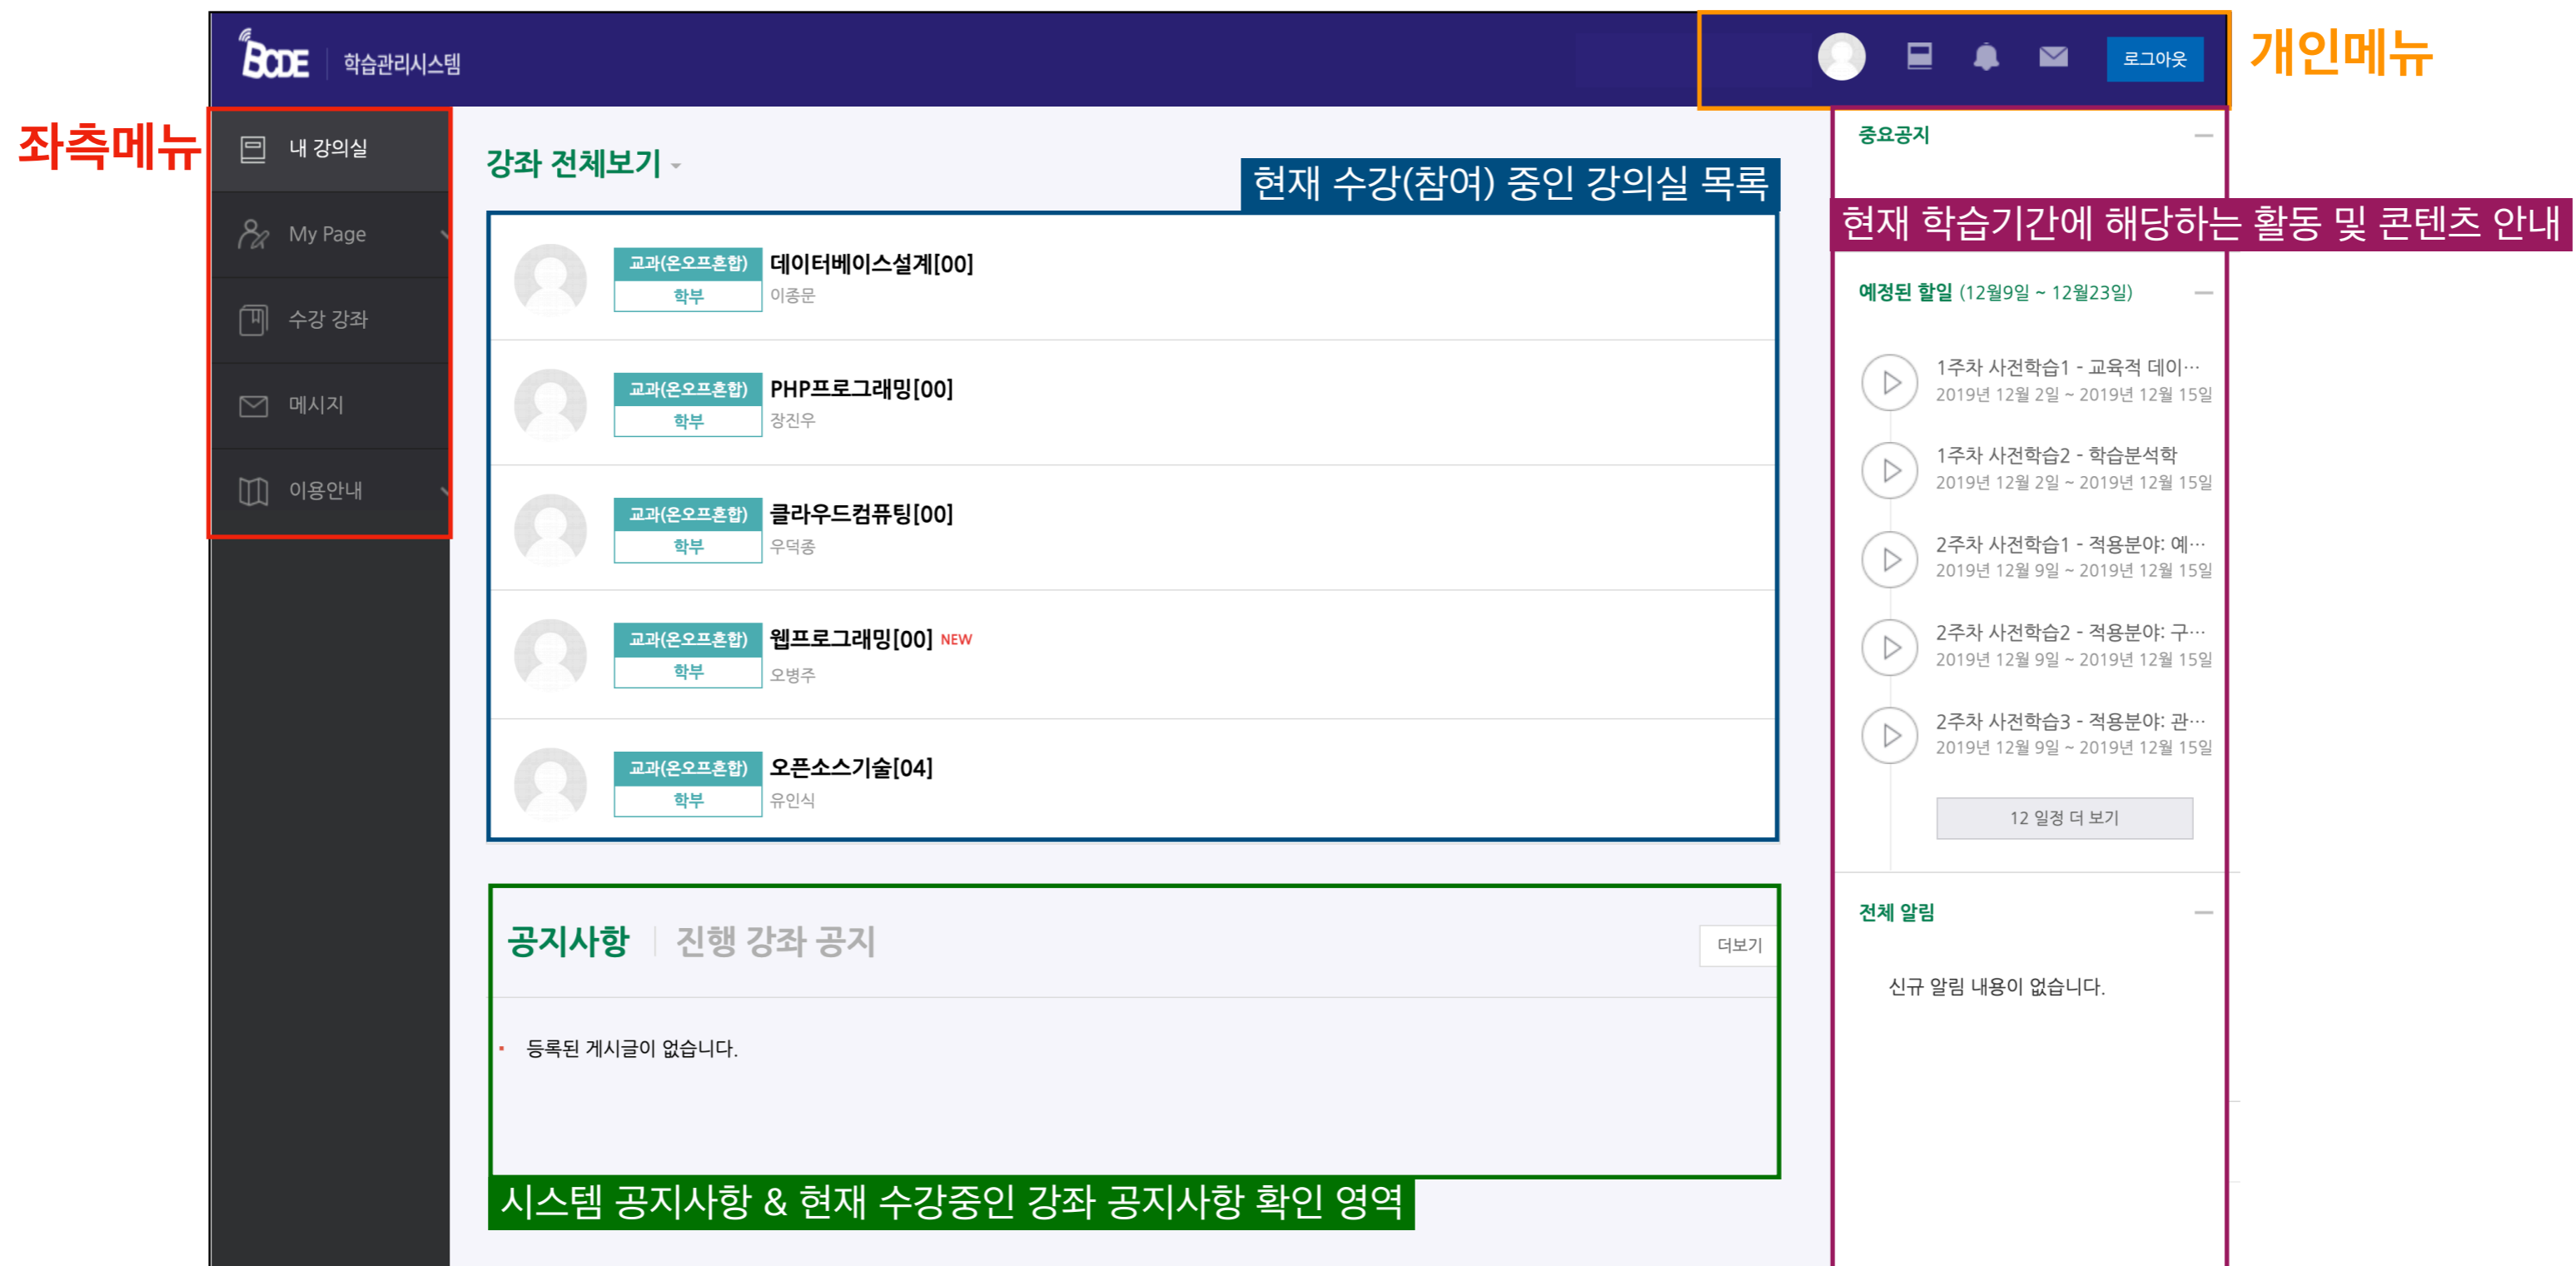 BODE 학습관리시스템
로그아웃
개인메뉴
좌측메뉴
내 강의실
My Page
수강 강좌
메시지
이용안내
강좌 전체보기
현재 수강(참여) 중인 강의실 목록
교과(온오프혼합) 데이터베이스설계[00]
학부 이종문
교과(온오프혼합) PHP프로그래밍[00]
학부 장진우
교과(온오프혼합) 클라우드컴퓨팅[00]
학부 우덕종
교과(온오프혼합) 웹프로그래밍[00] NEW
학부 오병주
교과(온오프혼합) 오픈소스기술[04]
학부 유인식
공지사항 진행 강좌 공지 더보기
등록된 게시글이 없습니다.
시스템 공지사항 & 현재 수강중인 강좌 공지사항 확인 영역
중요공지
현재 학습기간에 해당하는 활동 및 콘텐츠 안내
예정된 할일 (12월9일 ~ 12월23일)
1주차 사전학습1 - 교육적 데이…
2019년 12월 2일 ~ 2019년 12월 15일
1주차 사전학습2 - 학습분석학
2019년 12월 2일 ~ 2019년 12월 15일
2주차 사전학습1 - 적용분야: 예…
2019년 12월 9일 ~ 2019년 12월 15일
2주차 사전학습2 - 적용분야: 구…
2019년 12월 9일 ~ 2019년 12월 15일
2주차 사전학습3 - 적용분야: 관…
2019년 12월 9일 ~ 2019년 12월 15일
12 일정 더 보기
전체 알림
신규 알림 내용이 없습니다.